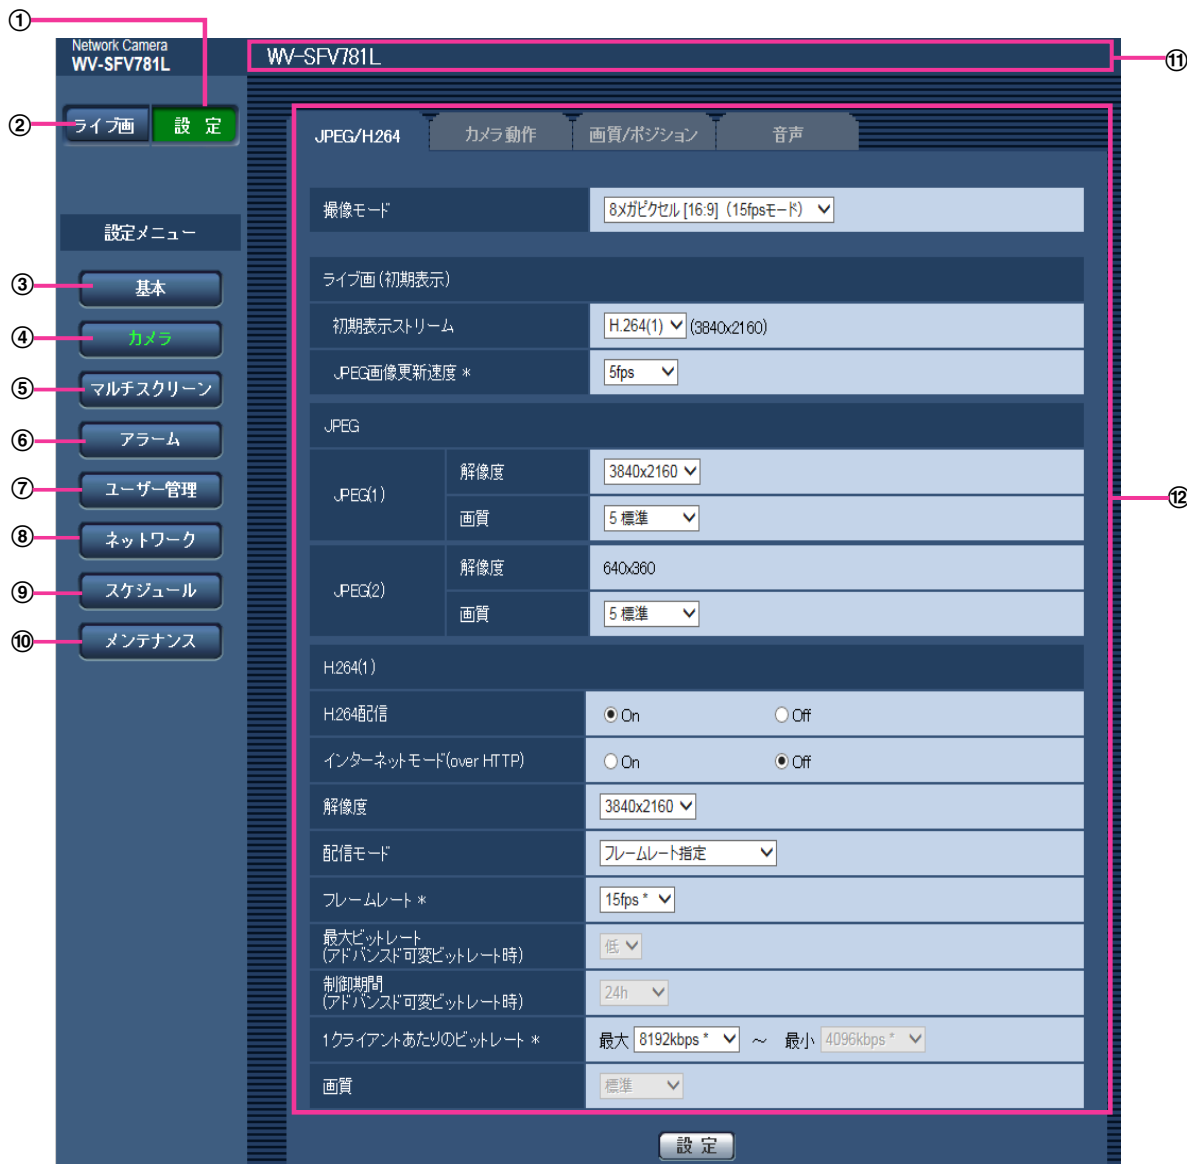 ①
Network Camera
WV-SFV781L
WV-SFV781L
⑪
②
ライブ画 設 定
JPEG/H.264 カメラ動作 画質/ポジション 音声
撮像モード 8メガピクセル [16:9] (15fpsモード)
設定メニュー
③ 基本
④ カメラ
⑤ マルチスクリーン
⑥ アラーム
⑦ ユーザー管理
⑧ ネットワーク
⑨ スケジュール
⑩ メンテナンス
ライブ画(初期表示)
初期表示ストリーム H.264(1) (3840x2160)
JPEG画像更新速度 * 5fps
JPEG
JPEG(1) 解像度 3840x2160
画質 5 標準
⑫
JPEG(2) 解像度 640x360
画質 5 標準
H.264(1)
H.264配信 On Off
インターネットモード(over HTTP) On Off
解像度 3840x2160
配信モード フレームレート指定
フレームレート * 15fps *
最大ビットレート
(アドバンスド可変ビットレート時) 低
制御期間
(アドバンスド可変ビットレート時) 24h
1クライアントあたりのビットレート * 最大 8192kbps * ～ 最小 4096kbps *
画質 標準
設 定